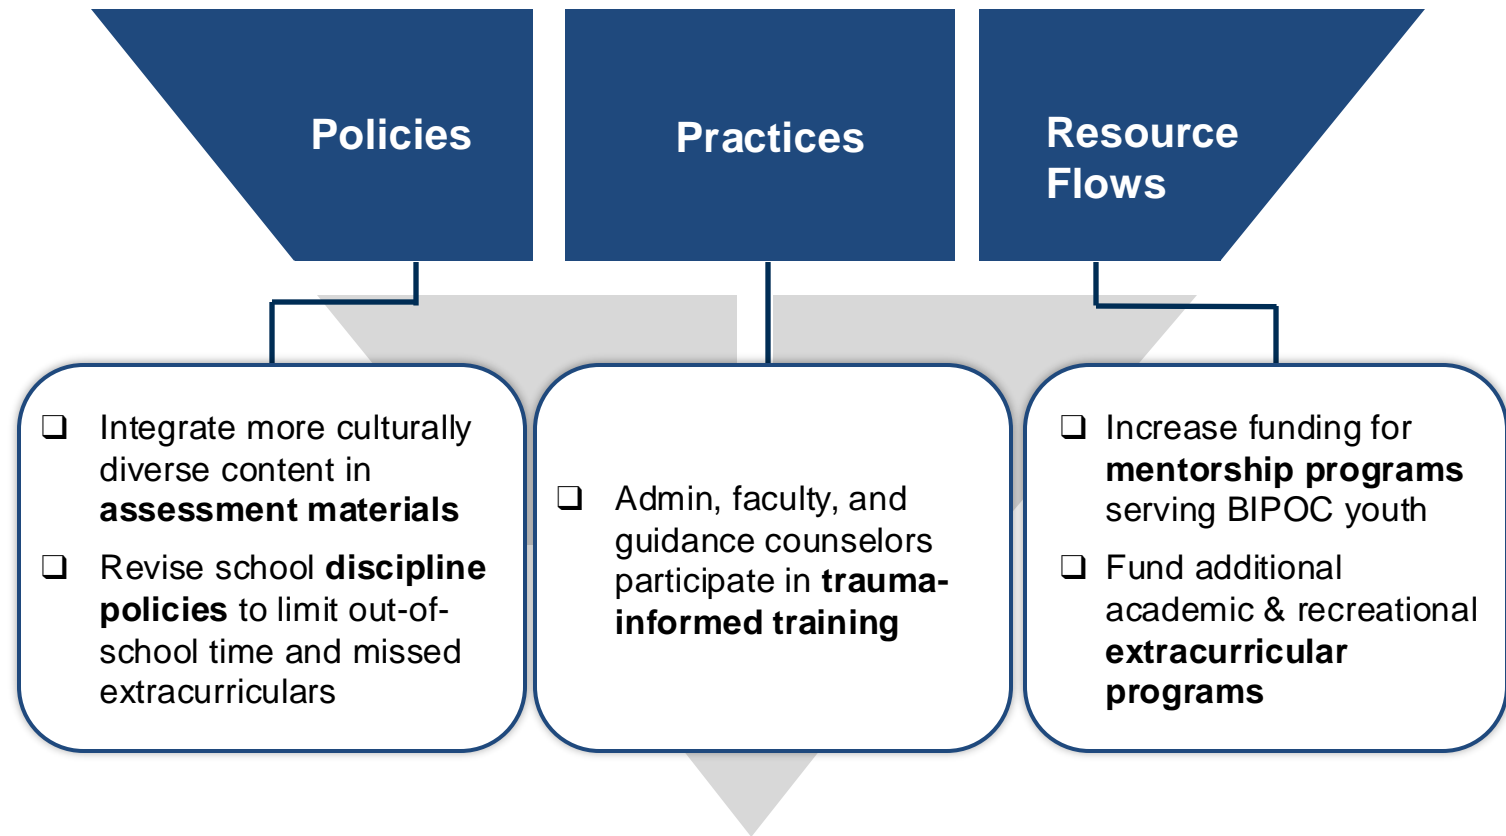 Policies
Practices
Resource
Flows
❑ Integrate more culturally
diverse content in
assessment materials
❑ Revise school discipline
policies to limit out-of-
school time and missed
extracurriculars
❑ Admin, faculty, and
guidance counselors
participate in trauma-
informed training
❑ Increase funding for
mentorship programs
serving BIPOC youth
❑ Fund additional
academic & recreational
extracurricular
programs